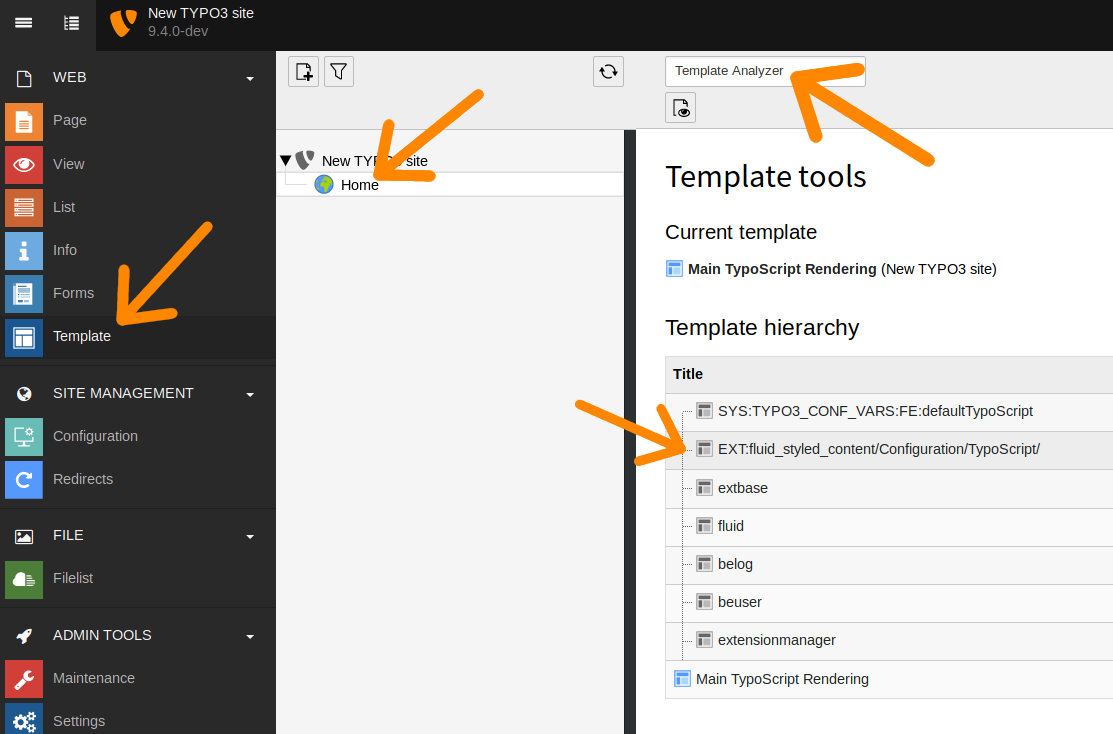 New TYPO3 site
9.4.0-dev
WEB
Page
View
List
Info
Forms
Template
SITE MANAGEMENT
Configuration
Redirects
FILE
Filelist
ADMIN TOOLS
Maintenance
Settings
New TYPO3 site
Home
Template Analyzer
Template tools
Current template
Main TypoScript Rendering (New TYPO3 site)
Template hierarchy
Title
SYS:TYPO3_CONF_VARS:FE:defaultTypoScript
EXT:fluid_styled_content/Configuration/TypoScript/
extbase
fluid
belog
beuser
extensionmanager
Main TypoScript Rendering